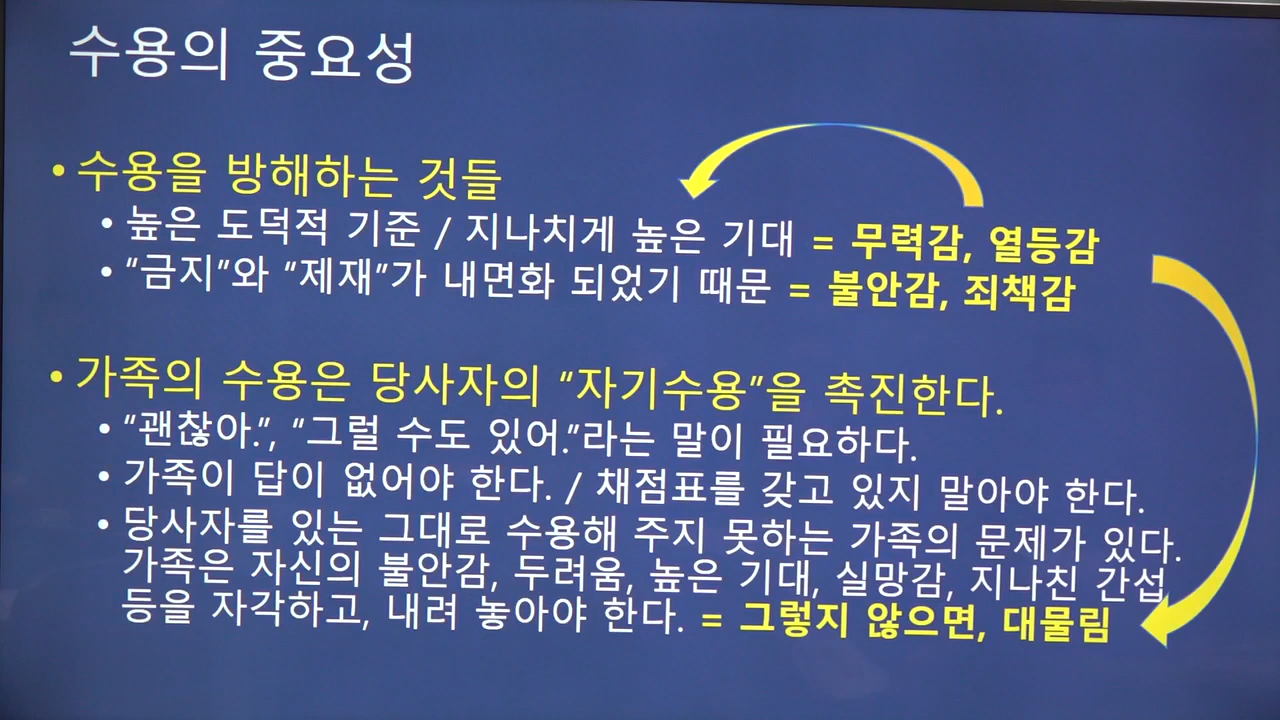 수용의 중요성
• 수용을 방해하는 것들
• 높은 도덕적 기준 / 지나치게 높은 기대 = 무력감, 열등감
• "금지"와 "제재"가 내면화 되었기 때문 = 불안감, 죄책감
• 가족의 수용은 당사자의 "자기수용"을 촉진한다.
• "괜찮아.", "그럴 수도 있어."라는 말이 필요하다.
• 가족이 답이 없어야 한다. / 채점표를 갖고 있지 말아야 한다.
• 당사자를 있는 그대로 수용해 주지 못하는 가족의 문제가 있다.
가족은 자신의 불안감, 두려움, 높은 기대, 실망감, 지나친 간섭
등을 자각하고, 내려 놓아야 한다. = 그렇지 않으면, 대물림